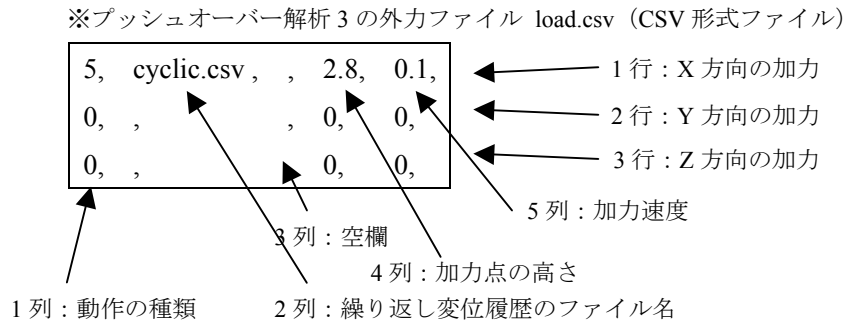 ※プッシュオーバー解析 3 の外力ファイル load.csv（CSV 形式ファイル）
5, cyclic.csv , , 2.8, 0.1,
1 行：X 方向の加力
0, , , 0, 0,
2 行：Y 方向の加力
0, , 0, 0,
3 行：Z 方向の加力
5 列：加力速度
3 列：空欄
4 列：加力点の高さ
1 列：動作の種類
2 列：繰り返し変位履歴のファイル名